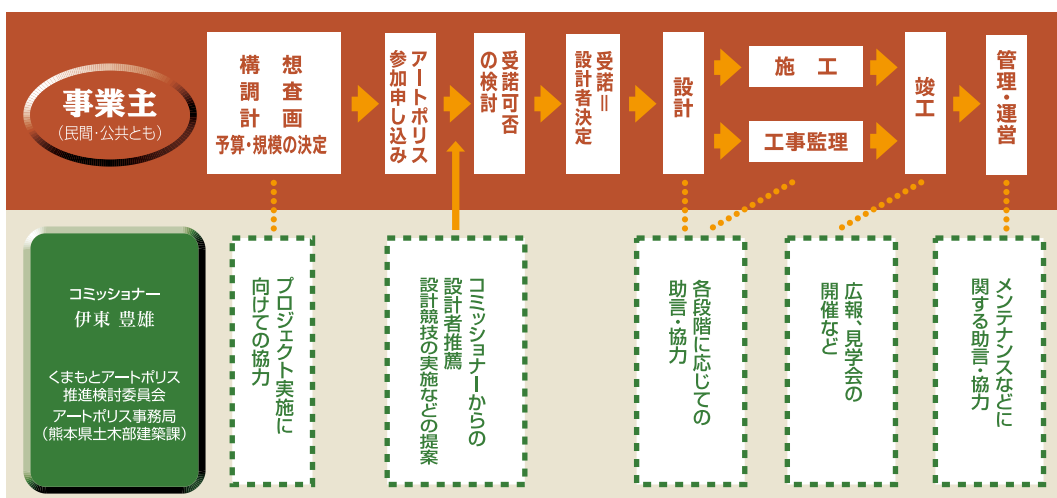 事業主
(民間・公共とも)
構想
調査
計画
予算・規模の決定
アートポリス
参加申し込み
受諾可否
の検討
受諾＝
設計者決定
設計
施工
工事監理
竣工
管理・運営
コミッショナー
伊東 豊雄
くまもとアートポリス
推進検討委員会
アートポリス事務局
(熊本県土木部建築課)
プロジェクト実施に
向けての協力
コミッショナーからの
設計者推薦
設計競技の実施などの提案
各段階に応じての
助言・協力
広報、見学会の
開催など
メンテナンスなどに
関する助言・協力